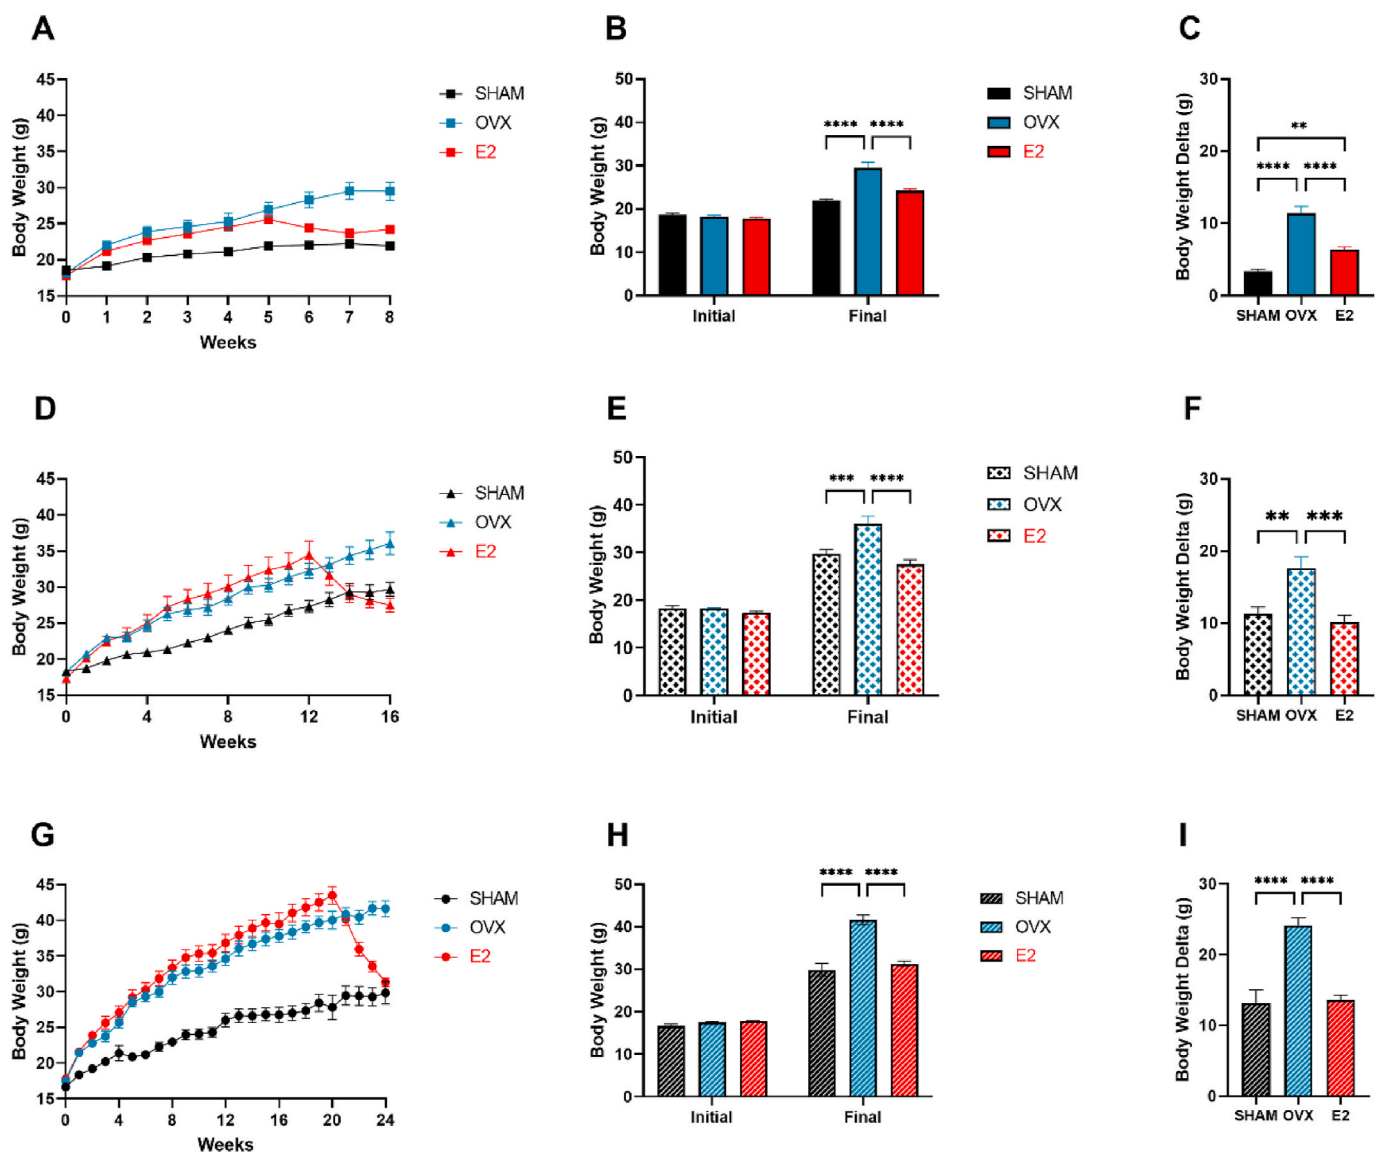 A
B
C
45
40
35
30
25
20
15
Body Weight (g)
0 1 2 3 4 5 6 7 8
Weeks
SHAM
OVX
E2
50
40
30
20
10
0
Body Weight (g)
**** ****
Initial Final
SHAM
OVX
E2
30
20
10
0
Body Weight Delta (g)
**
**** ****
SHAM OVX E2
D
E
F
45
40
35
30
25
20
15
Body Weight (g)
0 4 8 12 16
Weeks
SHAM
OVX
E2
50
40
30
20
10
0
Body Weight (g)
*** ****
Initial Final
SHAM
OVX
E2
30
20
10
0
Body Weight Delta (g)
** ***
SHAM OVX E2
G
H
I
45
40
35
30
25
20
15
Body Weight (g)
0 4 8 12 16 20 24
Weeks
SHAM
OVX
E2
50
40
30
20
10
0
Body Weight (g)
**** ****
Initial Final
SHAM
OVX
E2
30
20
10
0
Body Weight Delta (g)
**** ****
SHAM OVX E2